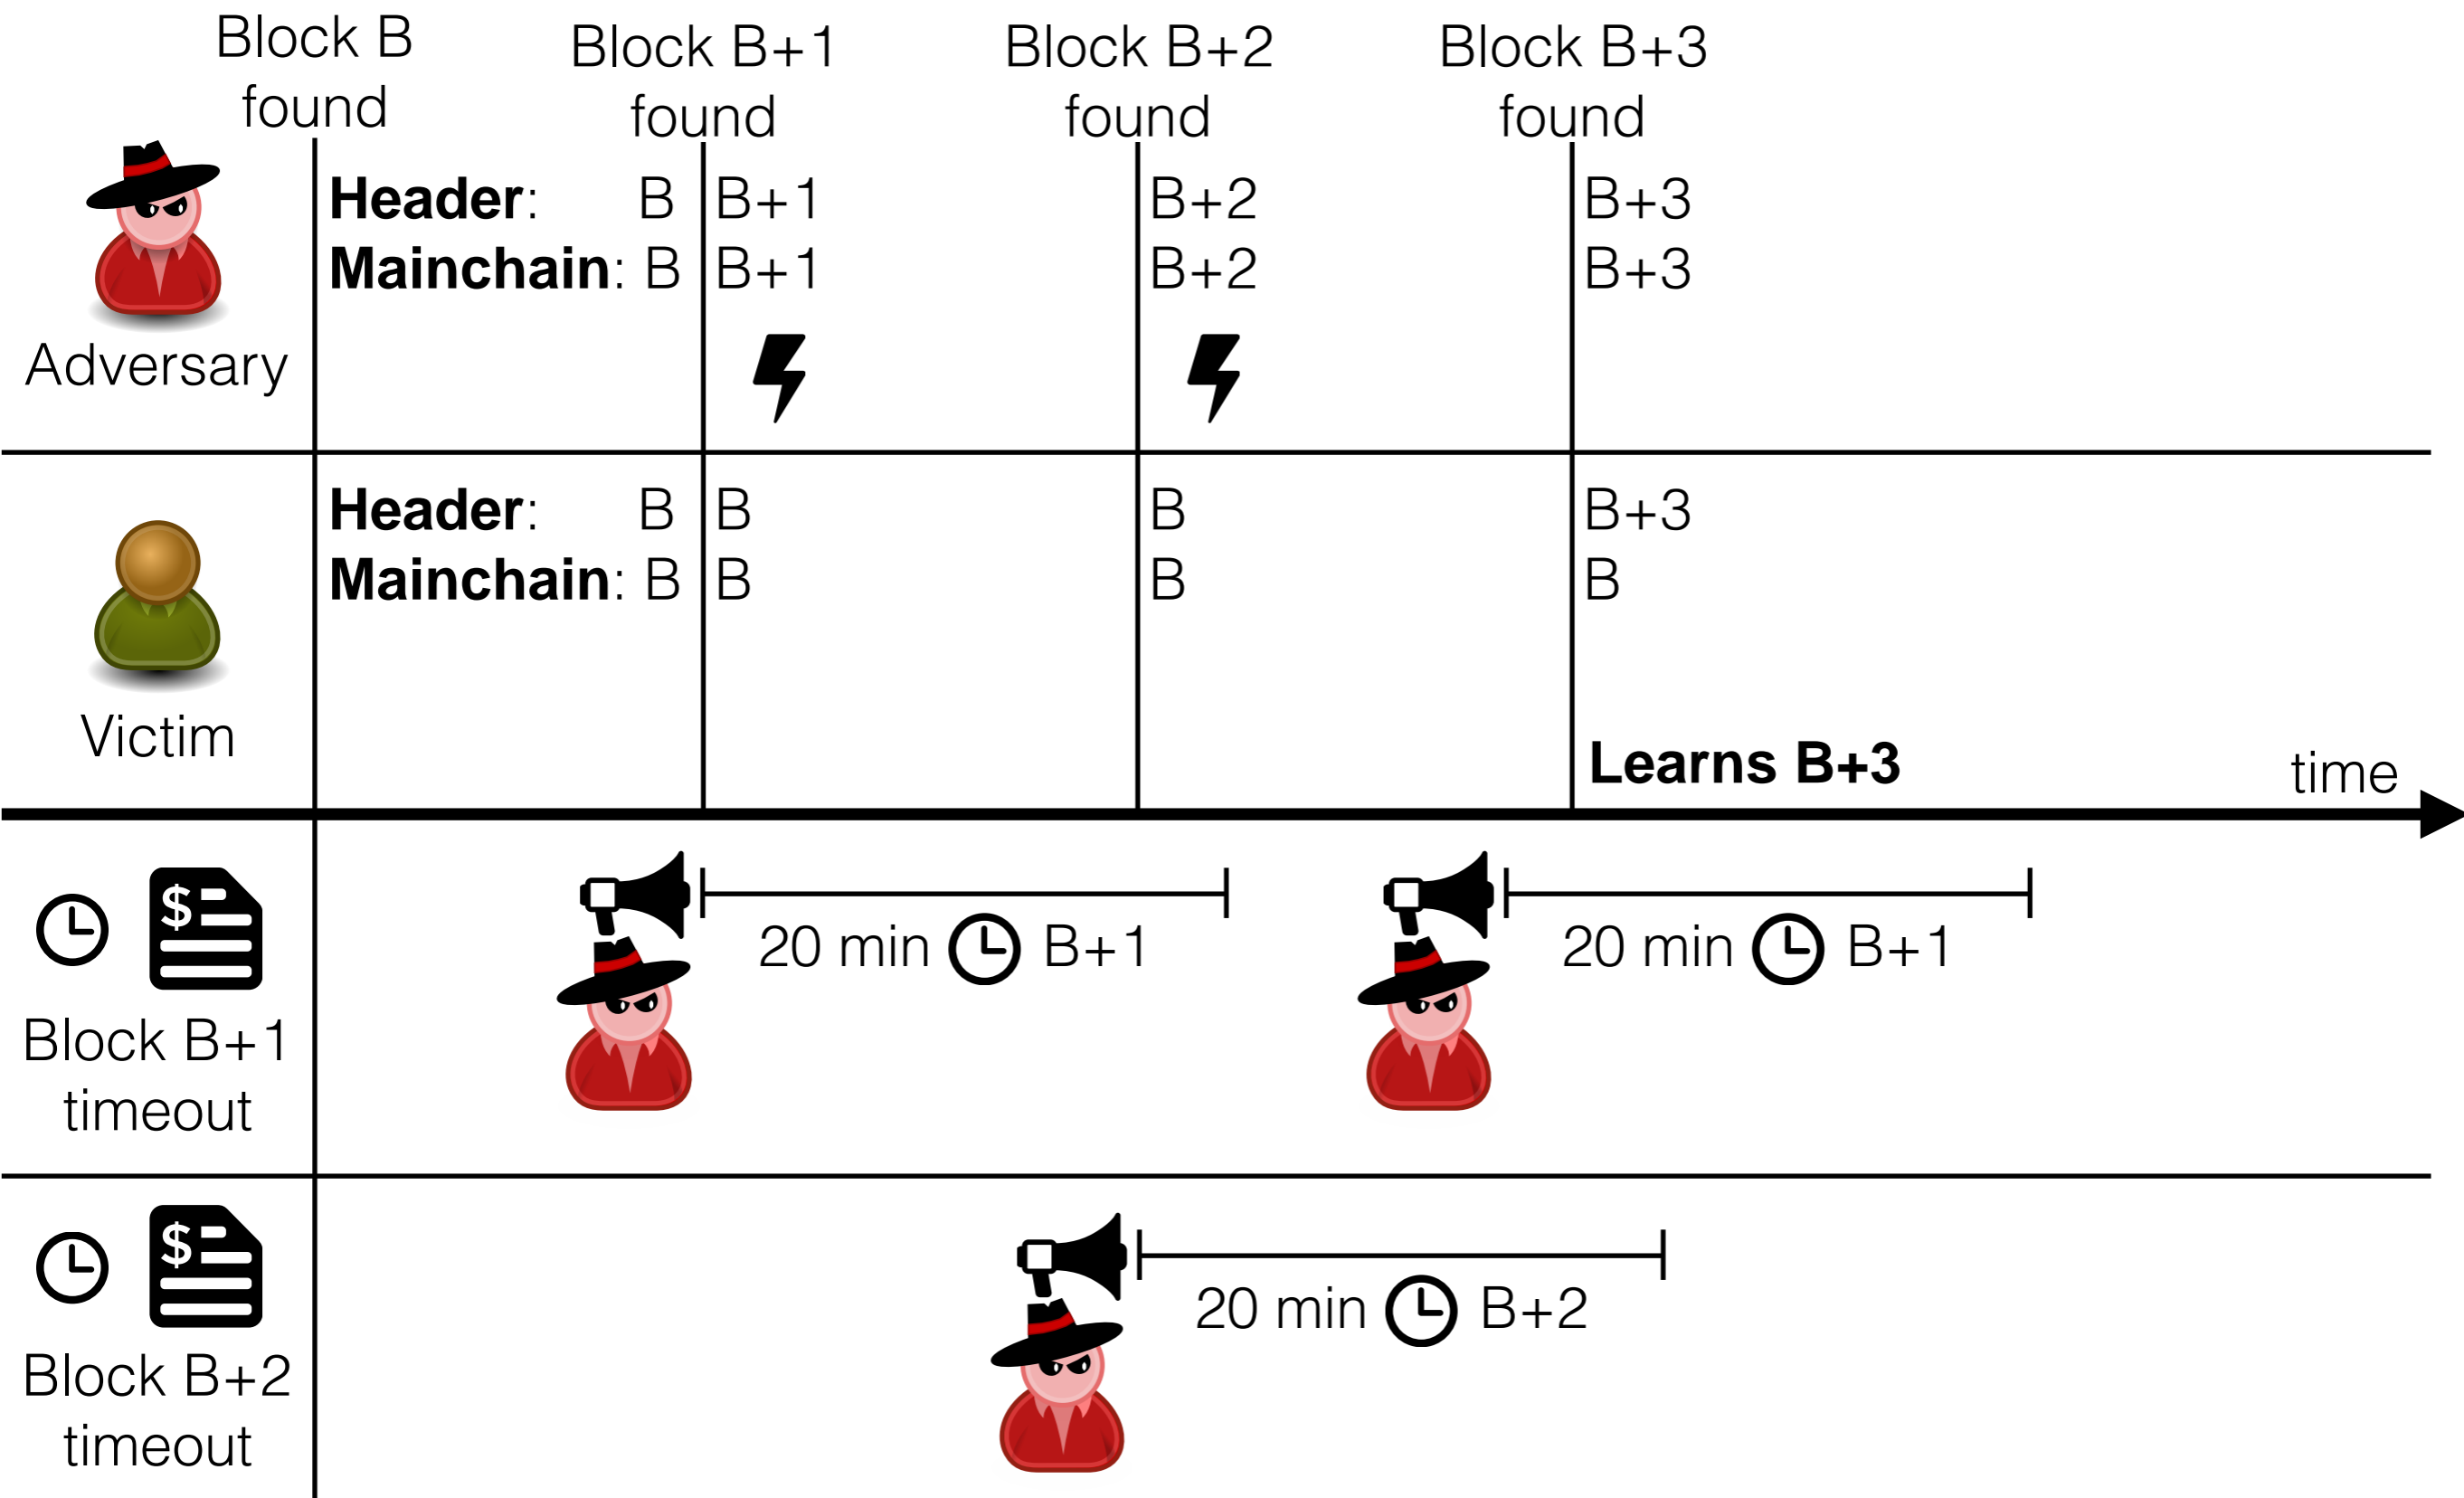 Block B
found
Block B+1
found
Block B+2
found
Block B+3
found
Adversary
Header: B B+1 B+2 B+3
Mainchain: B B+1 B+2 B+3
Victim
Header: B B B B+3
Mainchain: B B B B
Learns B+3
time
$
Block B+1
timeout
20 min B+1
20 min B+1
$
Block B+2
timeout
20 min B+2